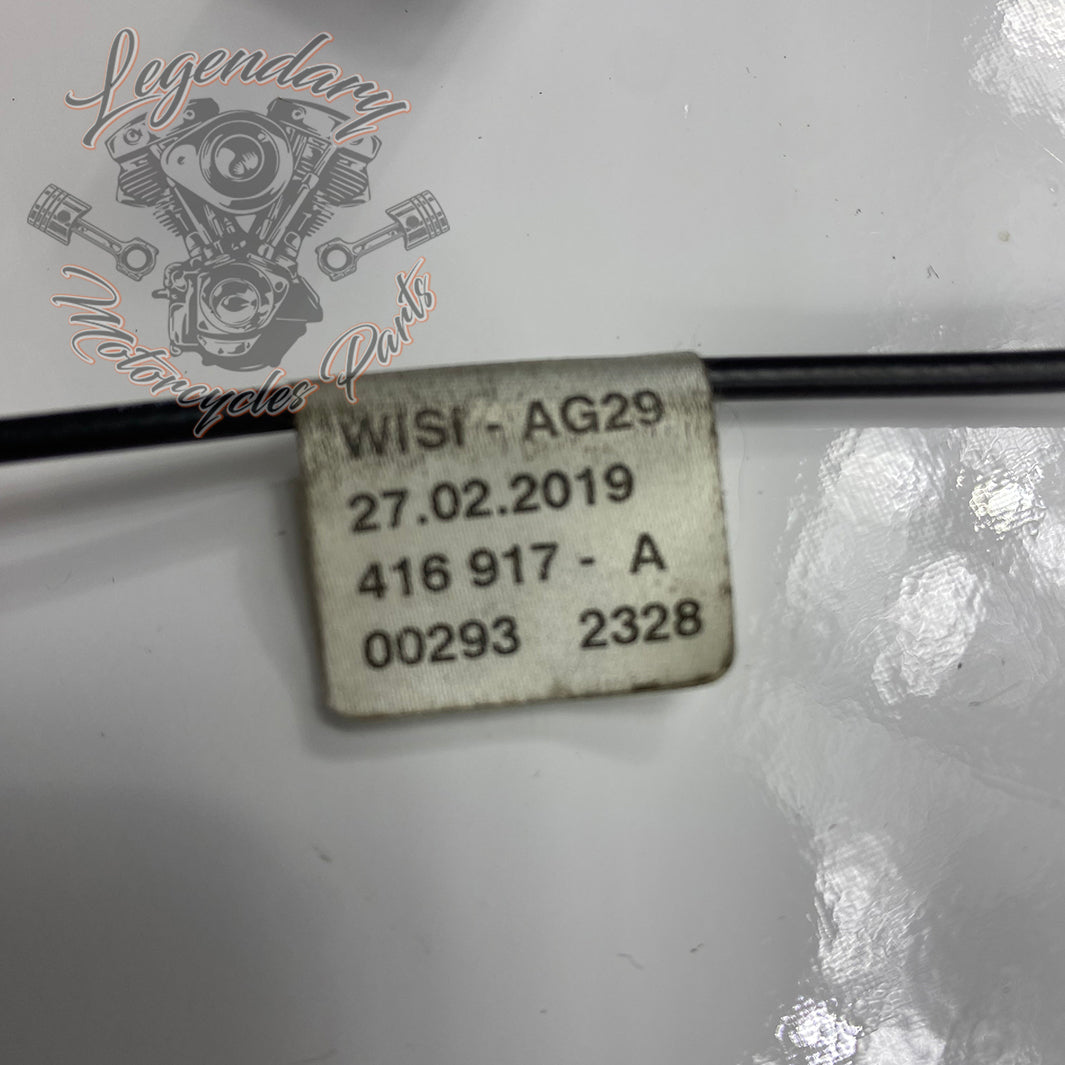 Legendary
Motorcycles Parts
WISI - AG29
27.02.2019
416 917 - A
00293 2328